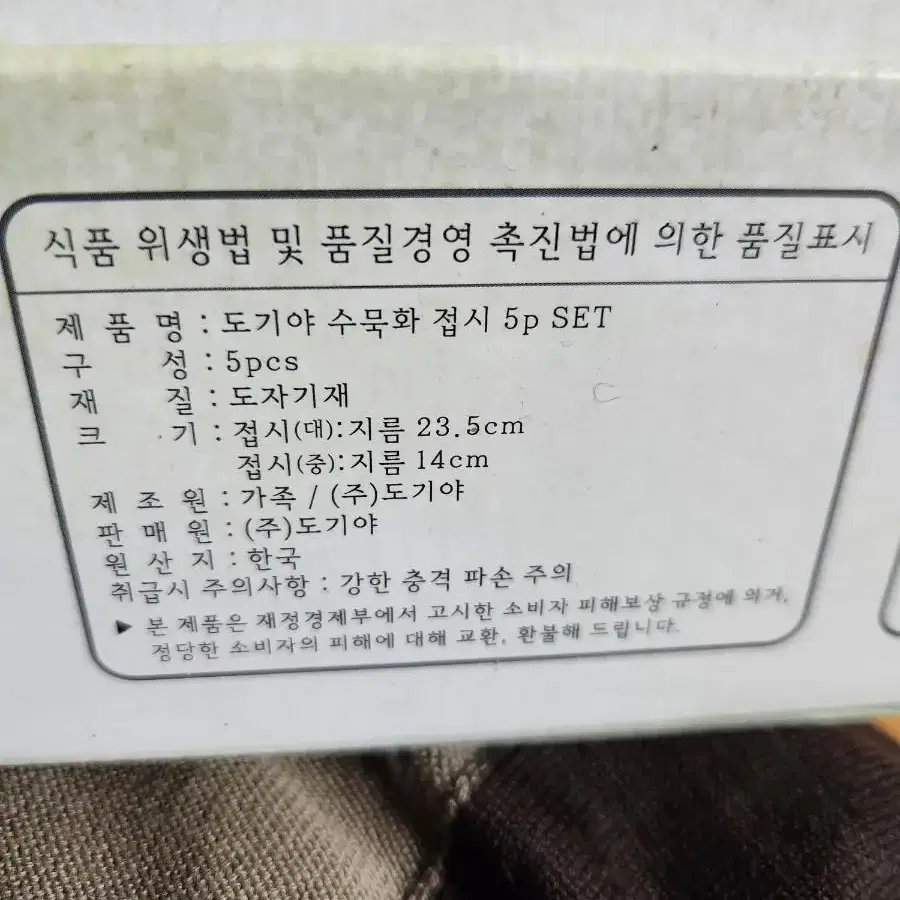 식품 위생법 및 품질경영 촉진법에 의한 품질표시
제 품 명 : 도기야 수묵화 접시 5p SET
구 성 : 5pcs
재 질 : 도자기재
크 기 : 접시(대):지름 23.5cm
접시(중):지름 14cm
제 조 원 : 가족 / (주)도기야
판 매 원 : (주)도기야
원 산 지 : 한국
취급시 주의사항 : 강한 충격 파손 주의
▶ 본 제품은 재정경제부에서 고시한 소비자 피해보상 규정에 의거,
정당한 소비자의 피해에 대해 교환, 환불해 드립니다.